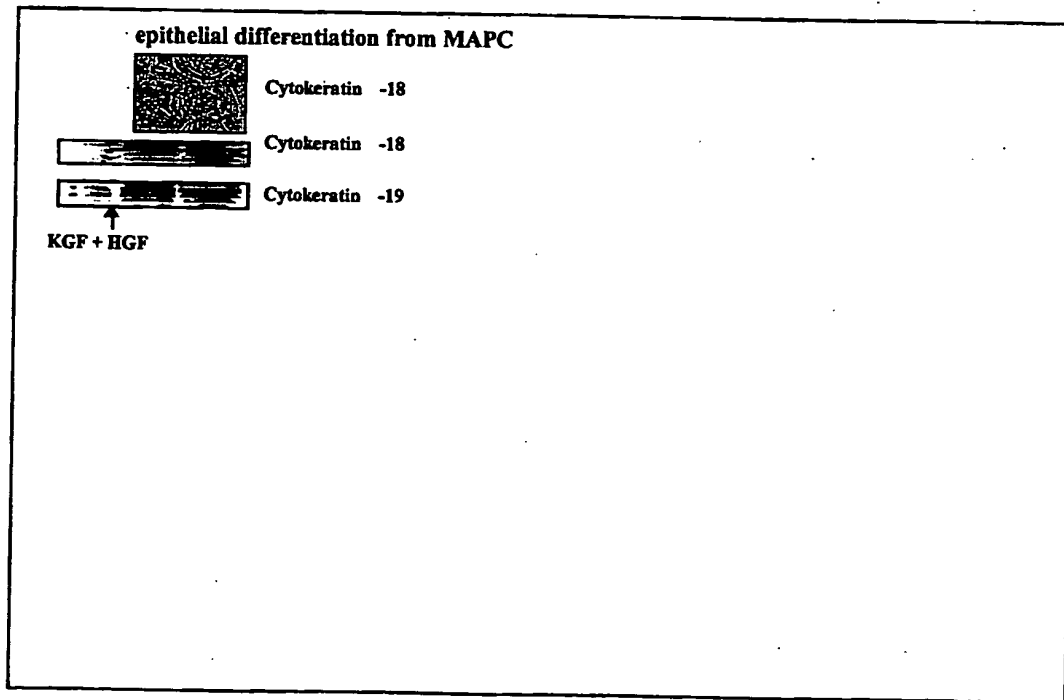 epithelial differentiation from MAPC
Cytokeratin -18
Cytokeratin -18
Cytokeratin -19
KGF + HGF